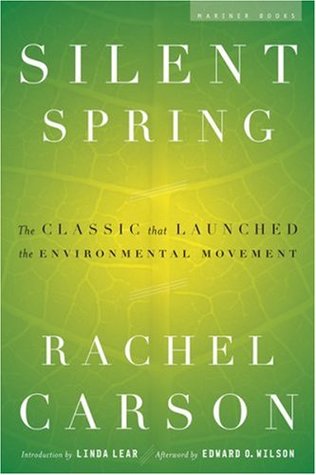 MARINER BOOKS
SILENT
SPRING
The CLASSIC that LAUNCHED
the ENVIRONMENTAL MOVEMENT
RACHEL
CARSON
Introduction by LINDA LEAR Afterword by EDWARD O. WILSON